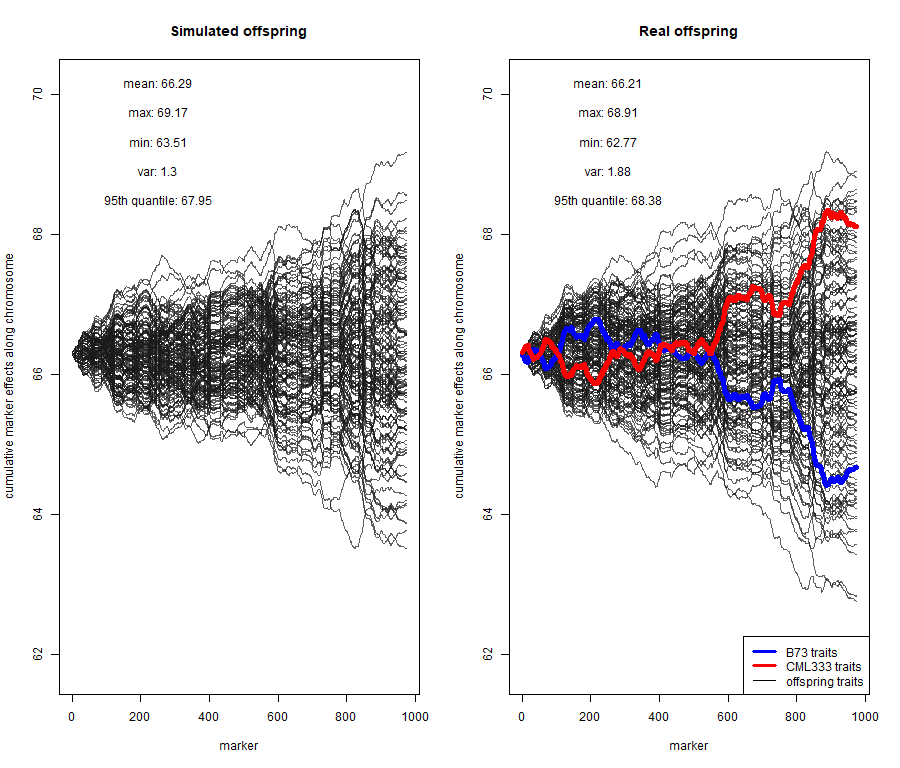 Simulated offspring
mean: 66.29
max: 69.17
min: 63.51
var: 1.3
95th quantile: 67.95
cumulative marker effects along chromosome
70
68
66
64
62
0 200 400 600 800 1000
marker
Real offspring
mean: 66.21
max: 68.91
min: 62.77
var: 1.88
95th quantile: 68.38
cumulative marker effects along chromosome
70
68
66
64
62
B73 traits
CML333 traits
offspring traits
0 200 400 600 800 1000
marker